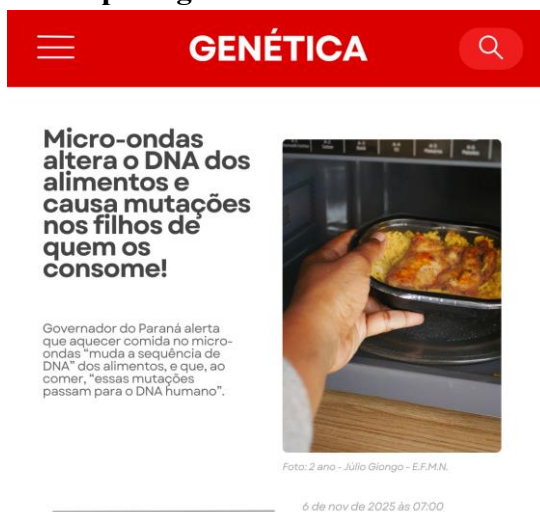 GENÉTICA
Micro-ondas
altera o DNA dos
alimentos e
causa mutações
nos filhos de
quem os
consome!
Governador do Paraná alerta
que aquecer comida no micro-
ondas “muda a sequência de
DNA” dos alimentos, e que, ao
comer, “essas mutações
passam para o DNA humano”.
Foto: 2 ano - Júlio Giongo - E.F.M.N.
6 de nov de 2025 às 07:00